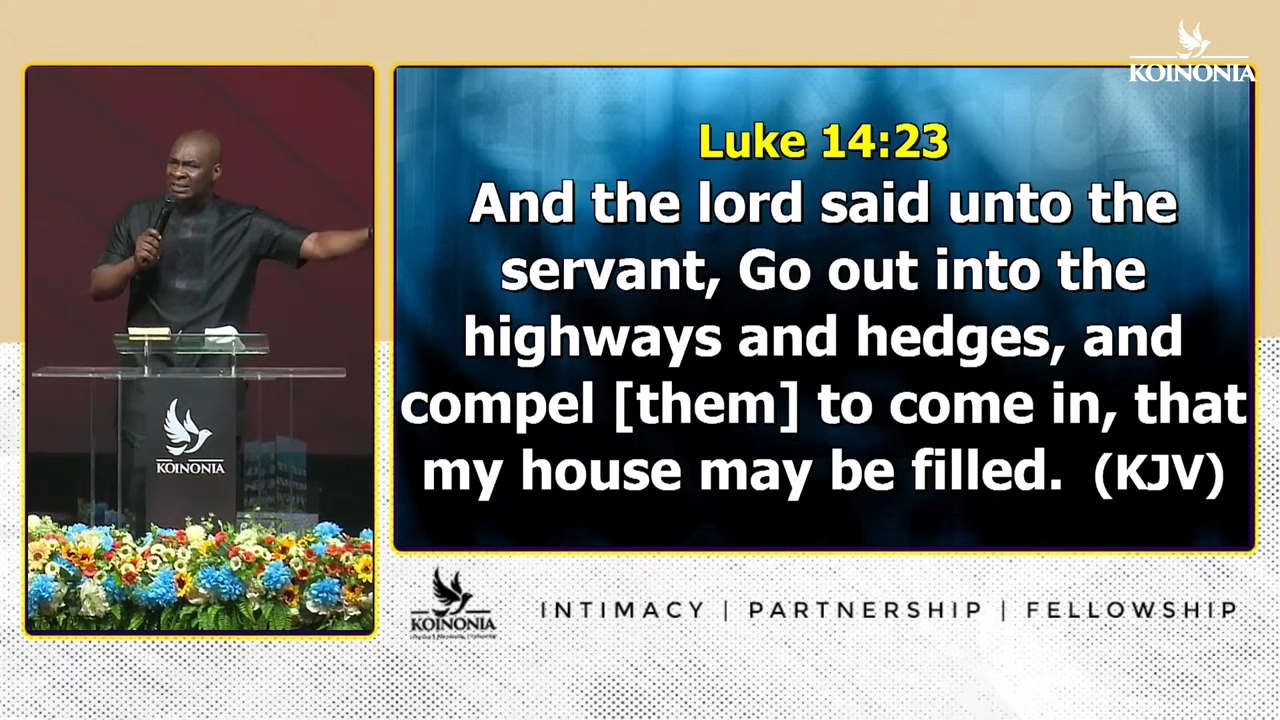 KOINONIA
Luke 14:23
And the lord said unto the
servant, Go out into the
highways and hedges, and
compel [them] to come in, that
my house may be filled. (KJV)
KOINONIA
KOINONIA
INTIMACY | PARTNERSHIP | FELLOWSHIP